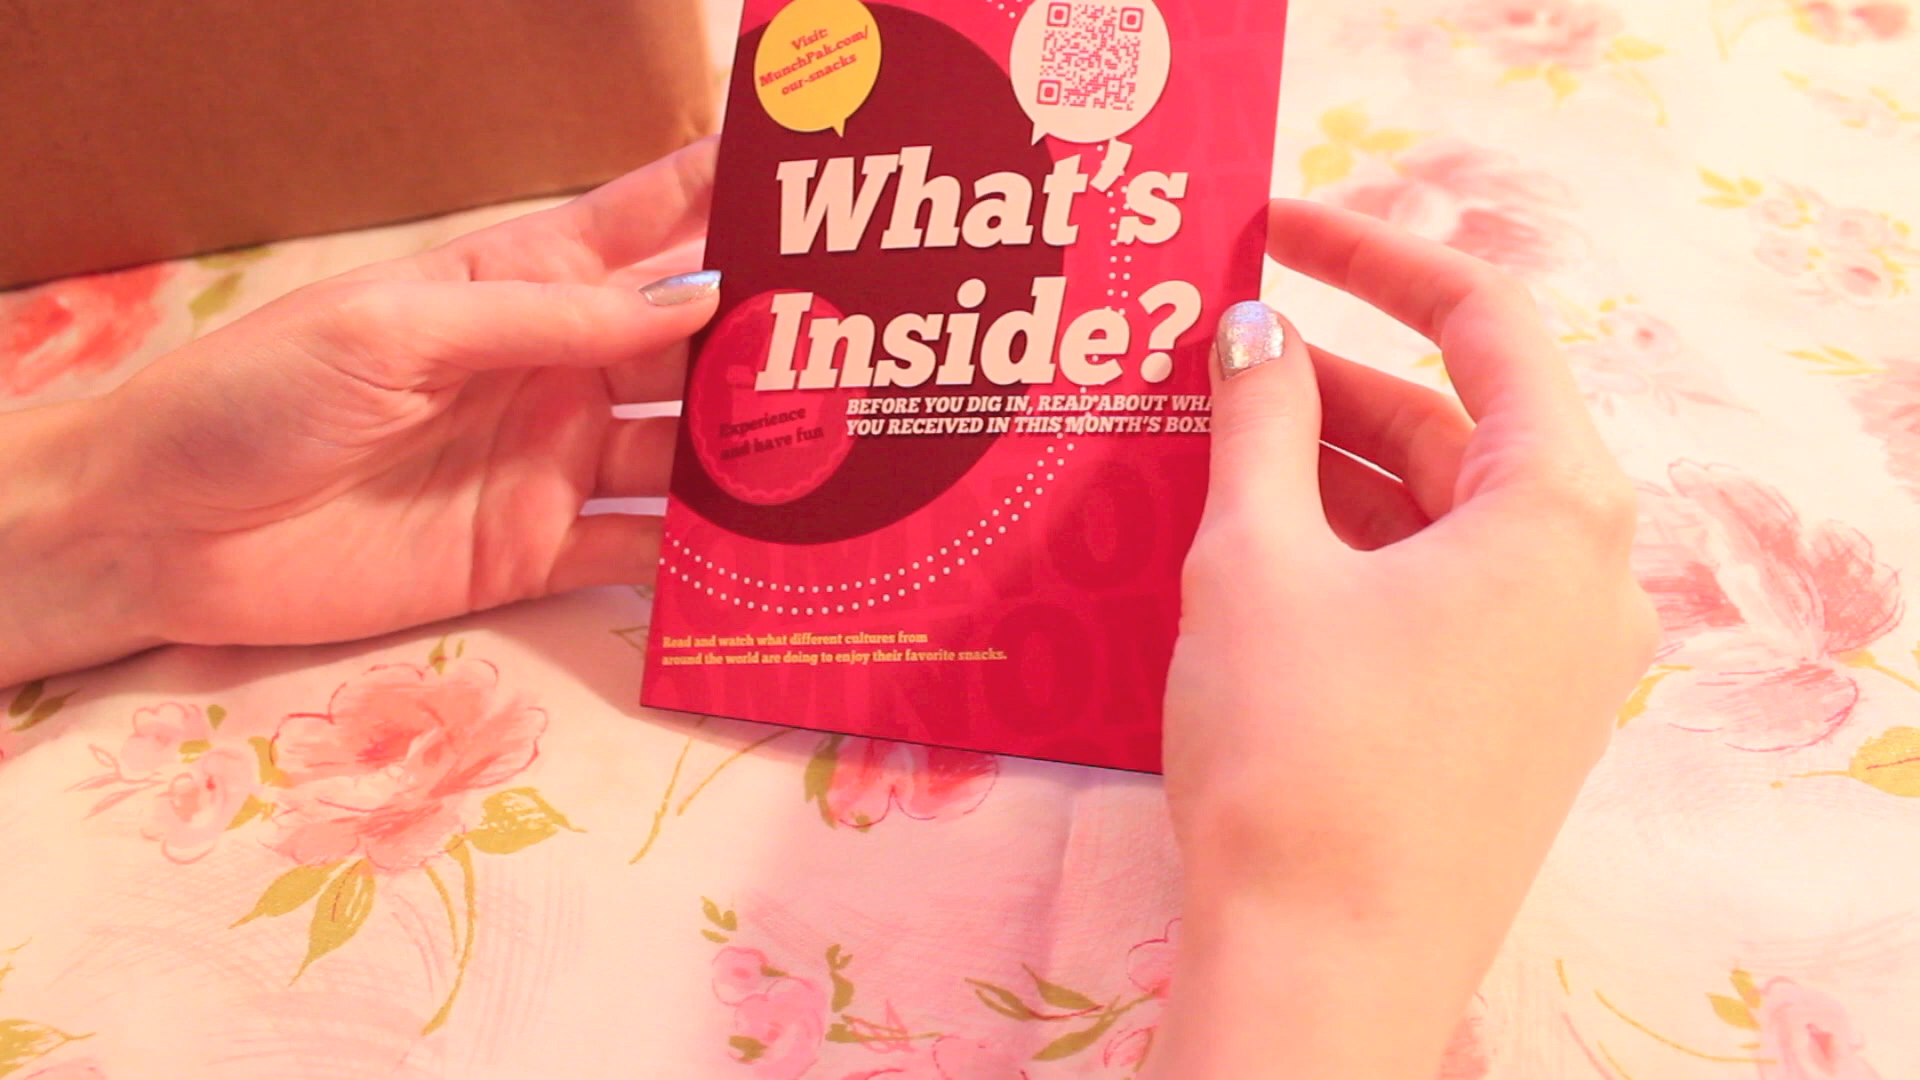 Visit:
MunchPak.com/
our-snacks
What's
Inside?
BEFORE YOU DIG IN, READ ABOUT
YOU RECEIVED IN THIS MONTH'S BOX
Experience
and have fun
Read and watch what different cultures from
around the world are doing to enjoy their favorite snacks.